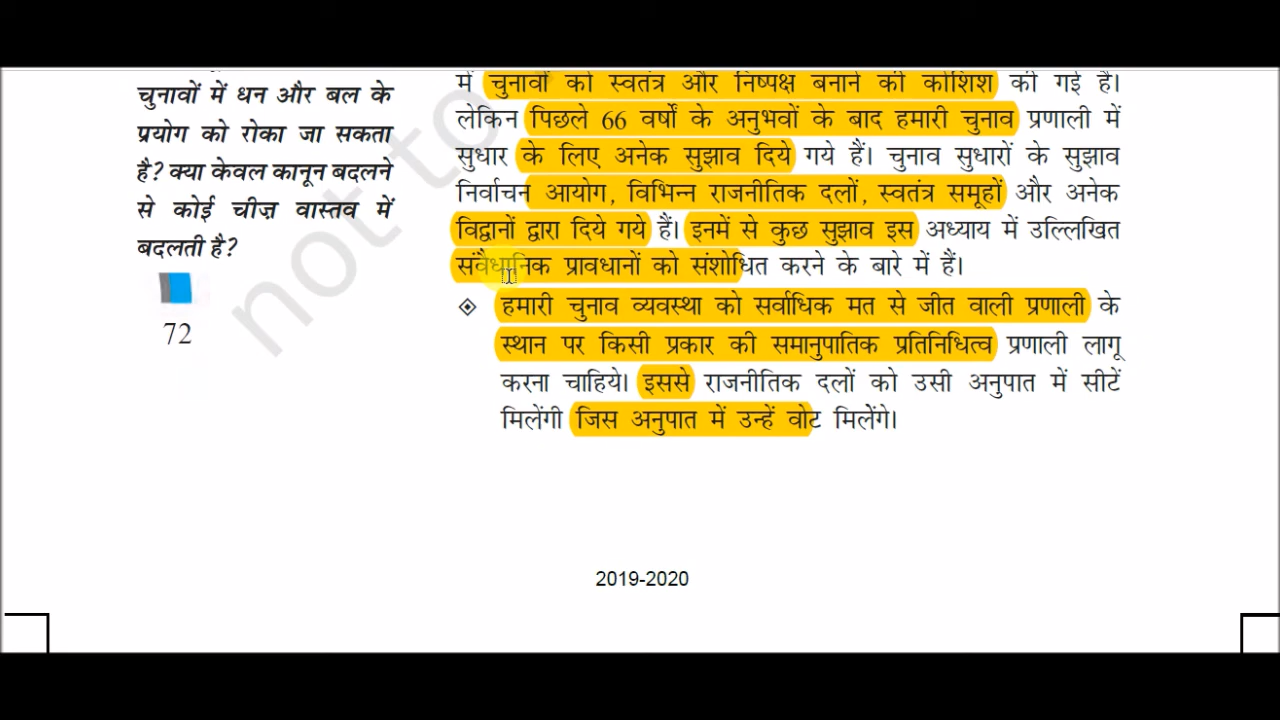 चुनावों में धन और बल के
प्रयोग को रोका जा सकता
है? क्या केवल कानून बदलने
से कोई चीज़ वास्तव में
बदलती है?
72
में चुनावों को स्वतंत्र और निष्पक्ष बनाने की कोशिश की गई है।
लेकिन पिछले 66 वर्षों के अनुभवों के बाद हमारी चुनाव प्रणाली में
सुधार के लिए अनेक सुझाव दिये गये हैं। चुनाव सुधारों के सुझाव
निर्वाचन आयोग, विभिन्न राजनीतिक दलों, स्वतंत्र समूहों और अनेक
विद्वानों द्वारा दिये गये हैं। इनमें से कुछ सुझाव इस अध्याय में उल्लिखित
संवैधानिक प्रावधानों को संशोधित करने के बारे में हैं।
हमारी चुनाव व्यवस्था को सर्वाधिक मत से जीत वाली प्रणाली के
स्थान पर किसी प्रकार की समानुपातिक प्रतिनिधित्व प्रणाली लागू
करना चाहिये। इससे राजनीतिक दलों को उसी अनुपात में सीटें
मिलेंगी जिस अनुपात में उन्हें वोट मिलेंगे।
not to
2019-2020